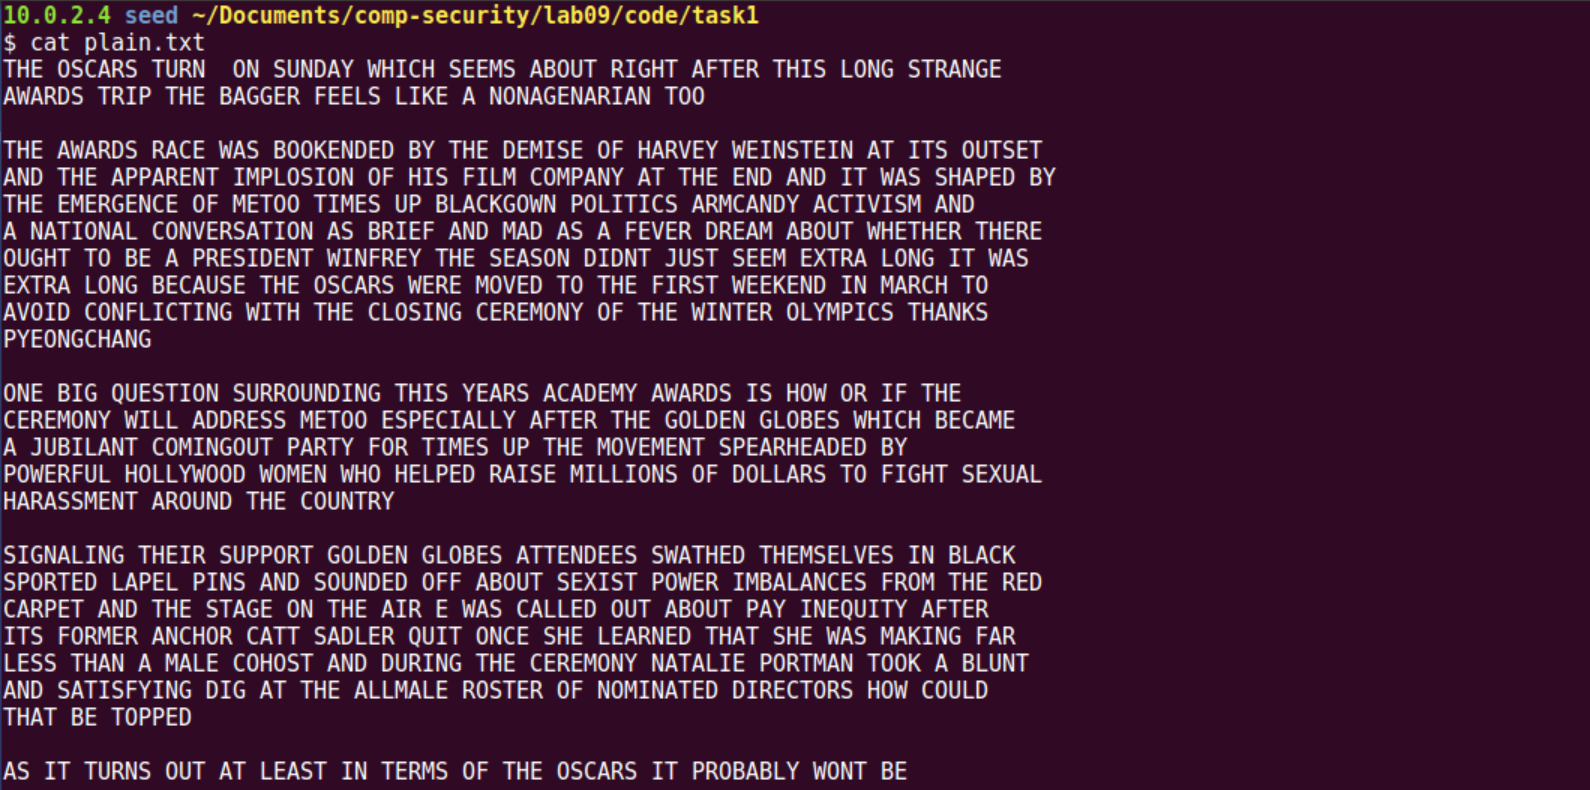 10.0.2.4 seed ~/Documents/comp-security/lab09/code/task1
$ cat plain.txt
THE OSCARS TURN  ON SUNDAY WHICH SEEMS ABOUT RIGHT AFTER THIS LONG STRANGE
AWARDS TRIP THE BAGGER FEELS LIKE A NONAGENARIAN TOO

THE AWARDS RACE WAS BOOKENDED BY THE DEMISE OF HARVEY WEINSTEIN AT ITS OUTSET
AND THE APPARENT IMPLOSION OF HIS FILM COMPANY AT THE END AND IT WAS SHAPED BY
THE EMERGENCE OF METOO TIMES UP BLACKGOWN POLITICS ARMCANDY ACTIVISM AND
A NATIONAL CONVERSATION AS BRIEF AND MAD AS A FEVER DREAM ABOUT WHETHER THERE
OUGHT TO BE A PRESIDENT WINFREY THE SEASON DIDNT JUST SEEM EXTRA LONG IT WAS
EXTRA LONG BECAUSE THE OSCARS WERE MOVED TO THE FIRST WEEKEND IN MARCH TO
AVOID CONFLICTING WITH THE CLOSING CEREMONY OF THE WINTER OLYMPICS THANKS
PYEONGCHANG

ONE BIG QUESTION SURROUNDING THIS YEARS ACADEMY AWARDS IS HOW OR IF THE
CEREMONY WILL ADDRESS METOO ESPECIALLY AFTER THE GOLDEN GLOBES WHICH BECAME
A JUBILANT COMINGOUT PARTY FOR TIMES UP THE MOVEMENT SPEARHEADED BY
POWERFUL HOLLYWOOD WOMEN WHO HELPED RAISE MILLIONS OF DOLLARS TO FIGHT SEXUAL
HARASSMENT AROUND THE COUNTRY

SIGNALING THEIR SUPPORT GOLDEN GLOBES ATTENDEES SWATHED THEMSELVES IN BLACK
SPORTED LAPEL PINS AND SOUNDED OFF ABOUT SEXIST POWER IMBALANCES FROM THE RED
CARPET AND THE STAGE ON THE AIR E WAS CALLED OUT ABOUT PAY INEQUITY AFTER
ITS FORMER ANCHOR CATT SADLER QUIT ONCE SHE LEARNED THAT SHE WAS MAKING FAR
LESS THAN A MALE COHOST AND DURING THE CEREMONY NATALIE PORTMAN TOOK A BLUNT
AND SATISFYING DIG AT THE ALLMALE ROSTER OF NOMINATED DIRECTORS HOW COULD
THAT BE TOPPED

AS IT TURNS OUT AT LEAST IN TERMS OF THE OSCARS IT PROBABLY WONT BE